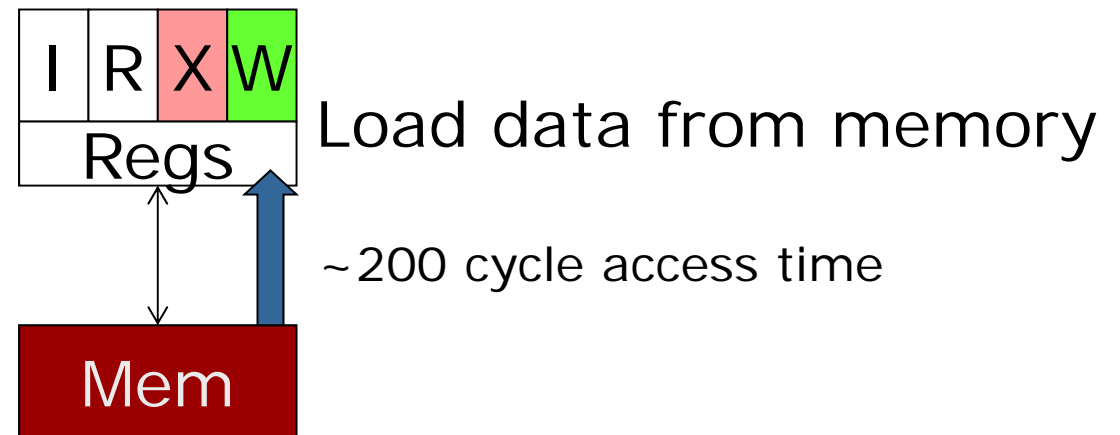 I R X W
Load data from memory
Regs
~200 cycle access time
Mem